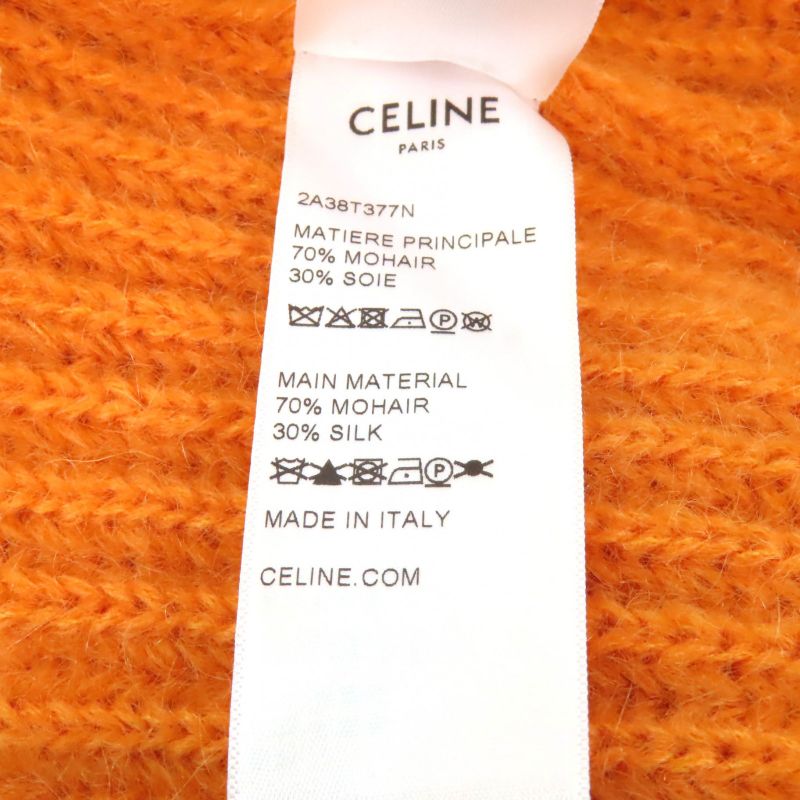 CELINE
PARIS
2A38T377N
MATIERE PRINCIPALE
70% MOHAIR
30% SOIE
P W
MAIN MATERIAL
70% MOHAIR
30% SILK
P
MADE IN ITALY
CELINE.COM